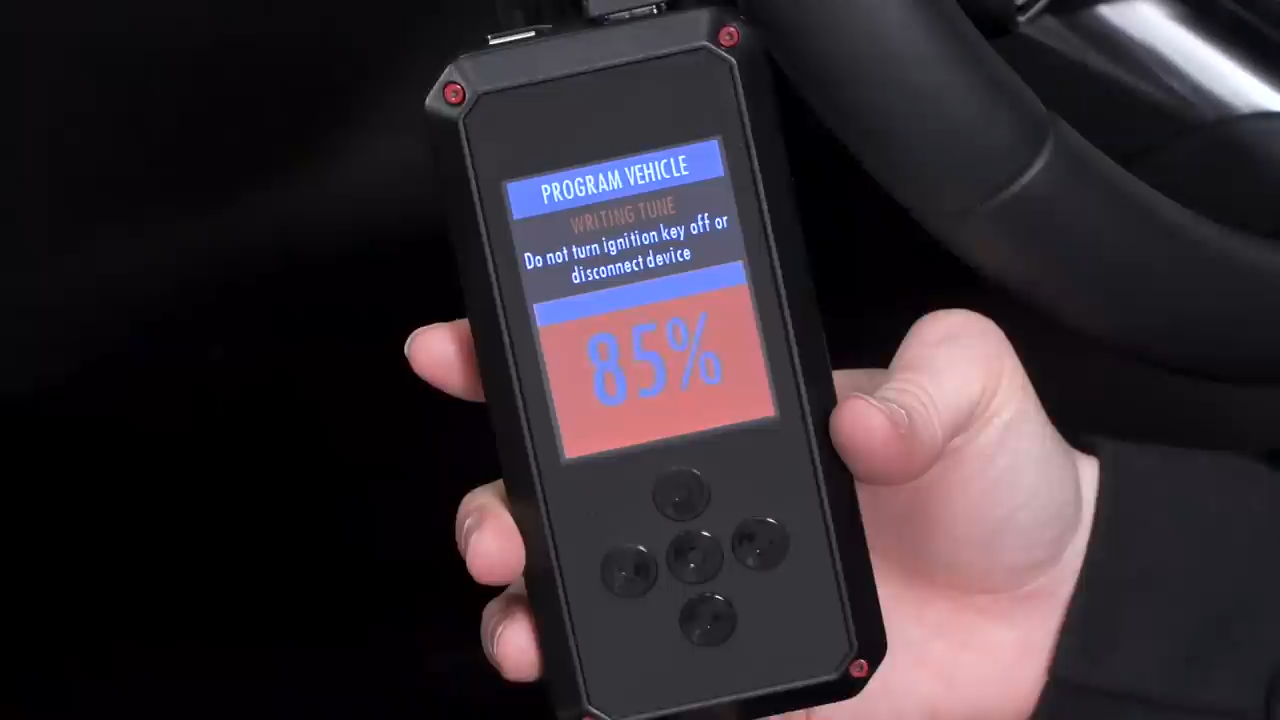 PROGRAM VEHICLE
WRITING TUNE
Do not turn ignition key off or
disconnect device
85%